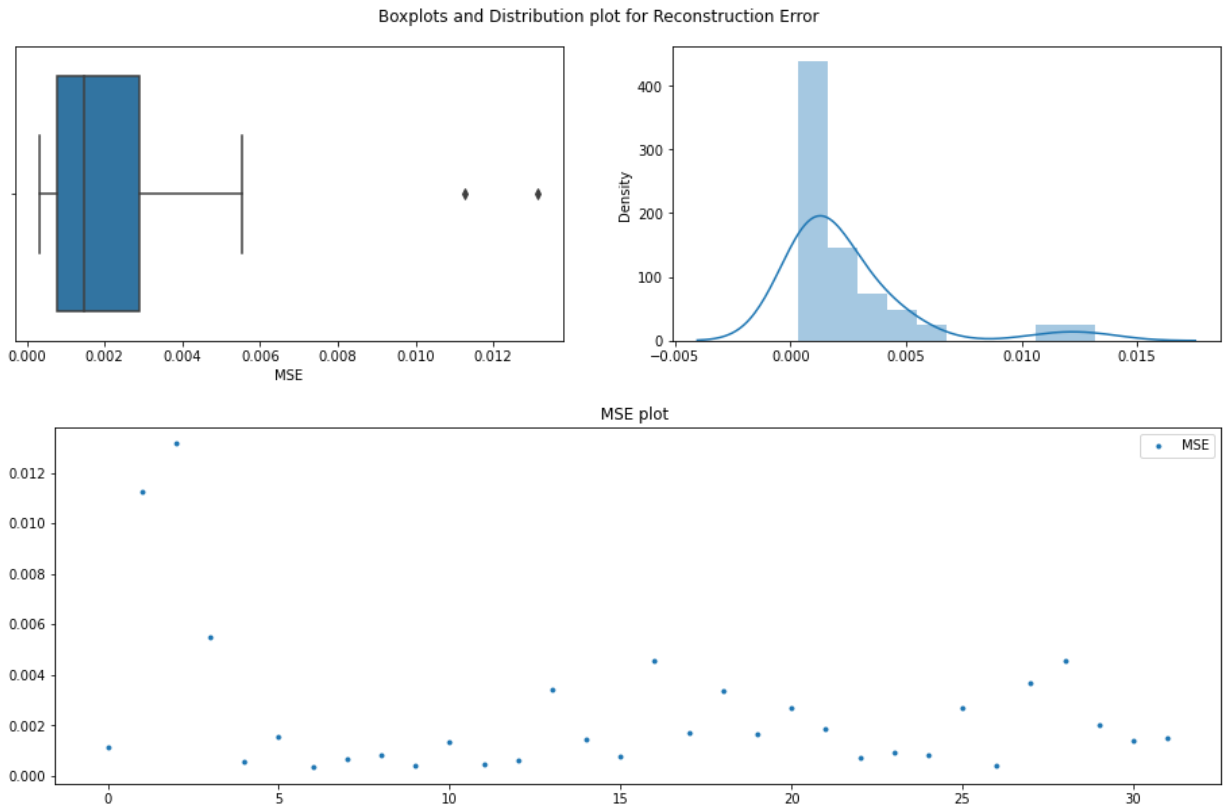 Boxplots and Distribution plot for Reconstruction Error
0.000 0.002 0.004 0.006 0.008 0.010 0.012
MSE
Density
400
300
200
100
0
−0.005 0.000 0.005 0.010 0.015
MSE plot
MSE
0.012
0.010
0.008
0.006
0.004
0.002
0.000
0 5 10 15 20 25 30